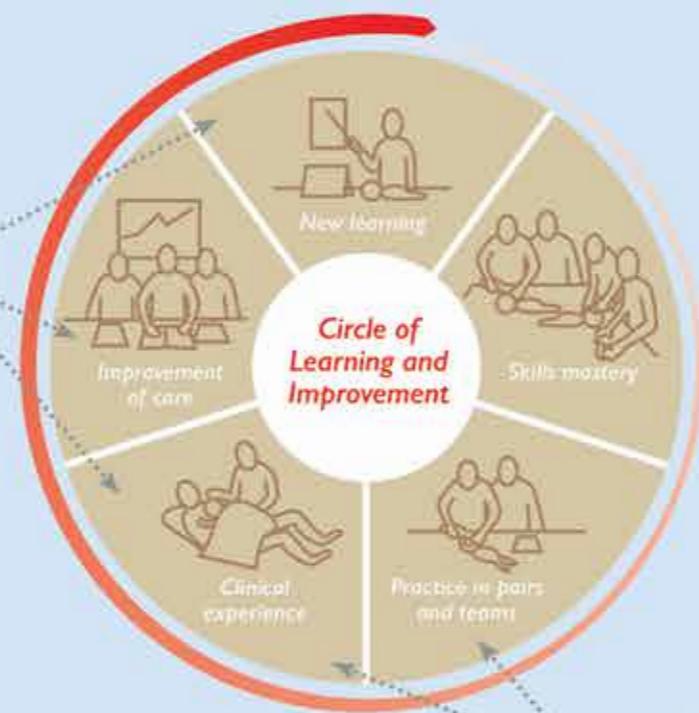 New learning
Skills mastery
Practice in pairs
and teams
Clinical
experience
Improvement
of care
Circle of
Learning and
Improvement